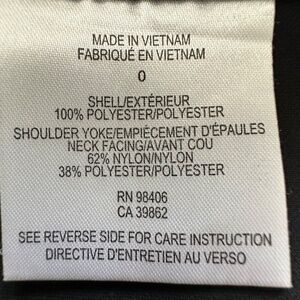 MADE IN VIETNAM
FABRIQUÉ EN VIETNAM
0
SHELL/EXTÉRIEUR
100% POLYESTER/POLYESTER
SHOULDER YOKE/EMPIÈCEMENT D'ÉPAULES
NECK FACING/AVANT COU
62% NYLON/NYLON
38% POLYESTER/POLYESTER
RN 98406
CA 39862
SEE REVERSE SIDE FOR CARE INSTRUCTION
DIRECTIVE D'ENTRETIEN AU VERSO